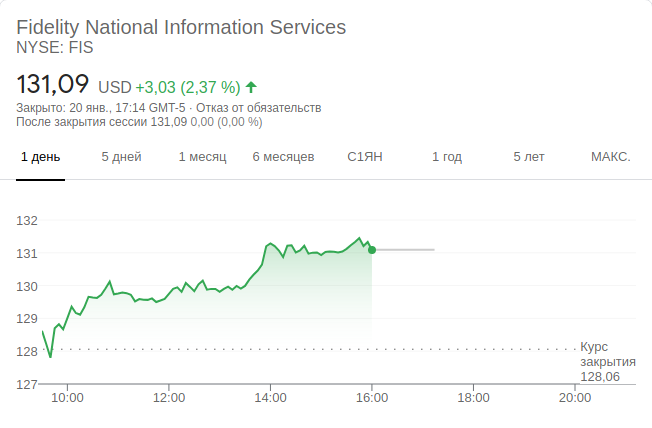 Fidelity National Information Services
NYSE: FIS
131,09 USD +3,03 (2,37 %)
Закрыто: 20 янв., 17:14 GMT-5 · Отказ от обязательств
После закрытия сессии 131,09 0,00 (0,00 %)
1 день 5 дней 1 месяц 6 месяцев С1ЯН 1 год 5 лет МАКС.
132
131
130
129
128
127
Курс
закрытия
128,06
10:00 12:00 14:00 16:00 18:00 20:00